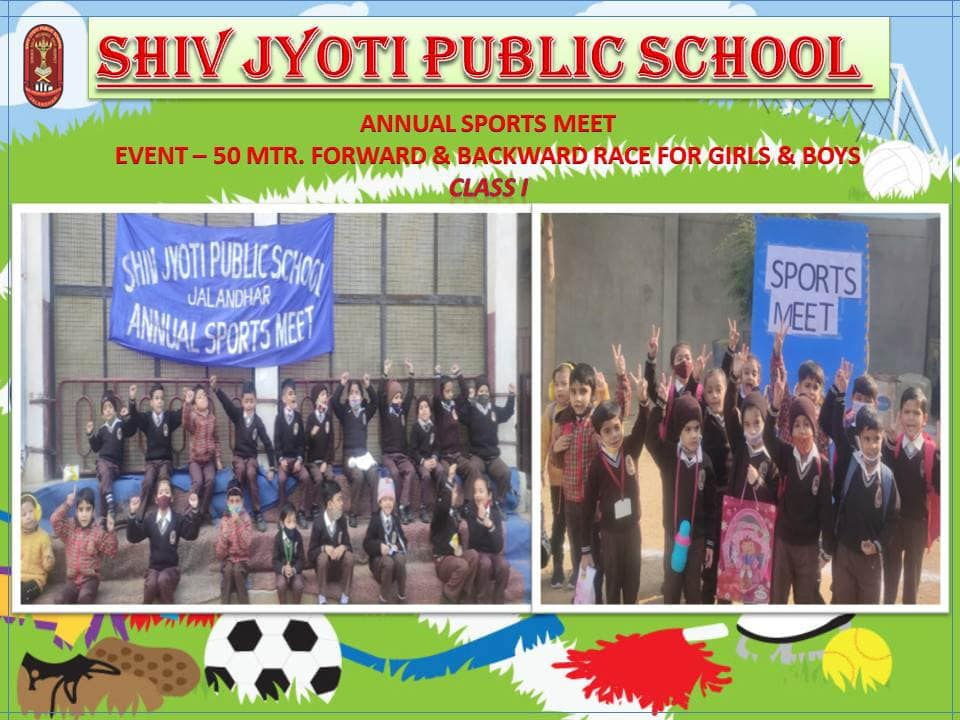 SHIV JYOTI PUBLIC SCHOOL
ANNUAL SPORTS MEET
EVENT – 50 MTR. FORWARD & BACKWARD RACE FOR GIRLS & BOYS
CLASS I
SHIV JYOTI PUBLIC SCHOOL
JALANDHAR
ANNUAL SPORTS MEET
SPORTS
MEET